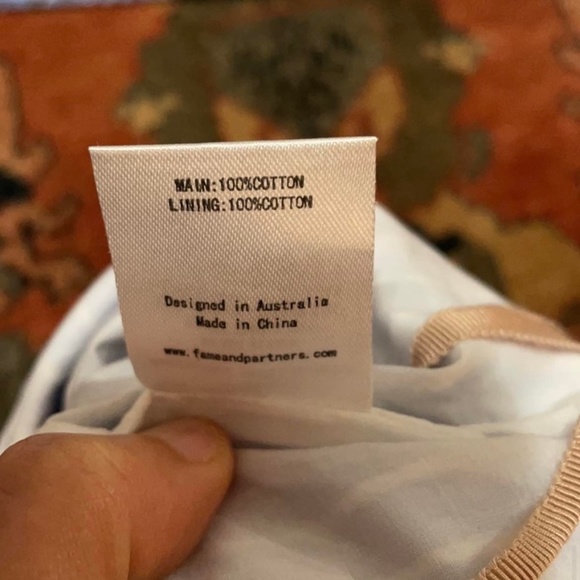 MAIN:100%COTTON
LINING:100%COTTON
Designed in Australia
Made in China
www.fameandpartners.com